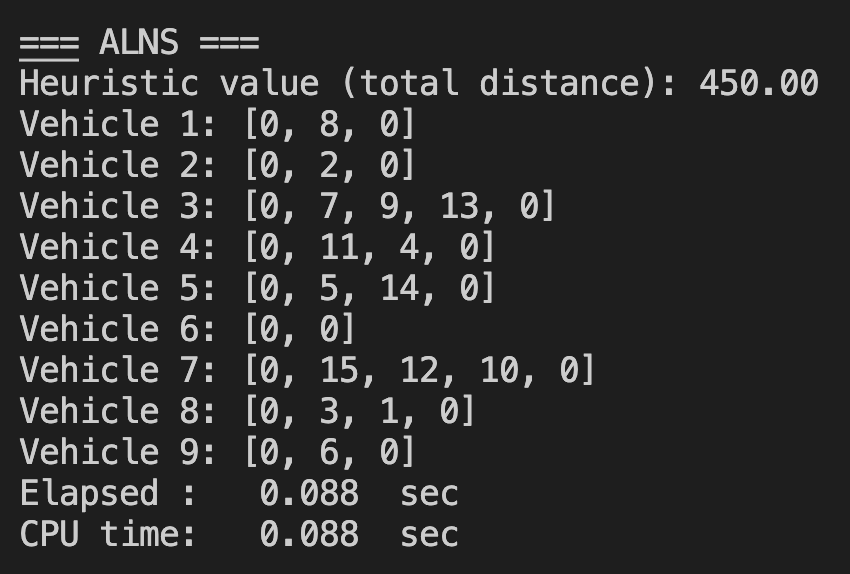 === ALNS ===
Heuristic value (total distance): 450.00
Vehicle 1: [0, 8, 0]
Vehicle 2: [0, 2, 0]
Vehicle 3: [0, 7, 9, 13, 0]
Vehicle 4: [0, 11, 4, 0]
Vehicle 5: [0, 5, 14, 0]
Vehicle 6: [0, 0]
Vehicle 7: [0, 15, 12, 10, 0]
Vehicle 8: [0, 3, 1, 0]
Vehicle 9: [0, 6, 0]
Elapsed :   0.088  sec
CPU time:   0.088  sec